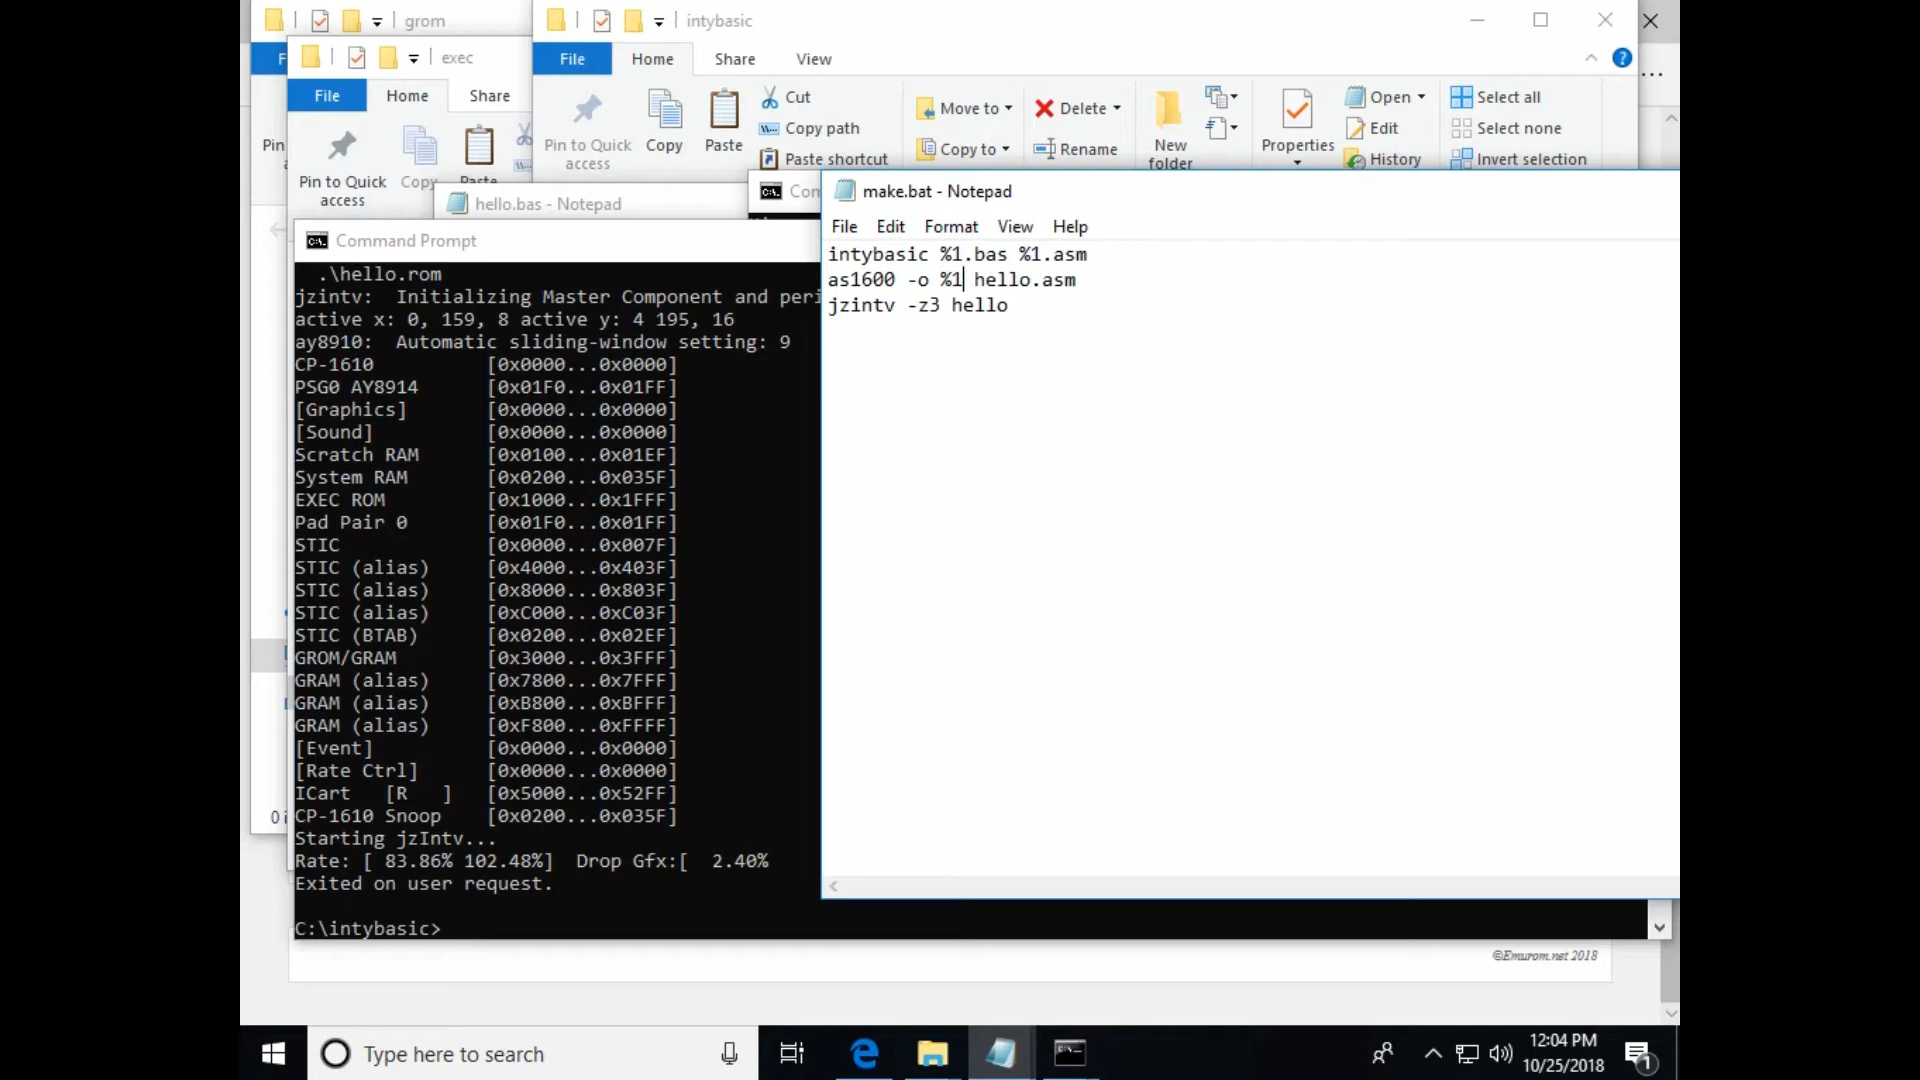 grom
intybasic
exec
File
Home
Share
View
File
Home
Share
Pin to Quick access
Copy
Pin to Quick access
Copy
Paste
Cut
Copy path
Paste shortcut
Move to
Copy to
Delete
Rename
New folder
Properties
Open
Edit
History
Select all
Select none
Invert selection
hello.bas - Notepad
make.bat - Notepad
File Edit Format View Help
intybasic %1.bas %1.asm
as1600 -o %1 hello.asm
jzintv -z3 hello
Command Prompt
.\hello.rom
jzintv:  Initializing Master Component and peri
active x: 0, 159, 8 active y: 4 195, 16
ay8910:  Automatic sliding-window setting: 9
CP-1610 [0x0000...0x0000]
PSG0 AY8914 [0x01F0...0x01FF]
[Graphics] [0x0000...0x0000]
[Sound] [0x0000...0x0000]
Scratch RAM [0x0100...0x01EF]
System RAM [0x0200...0x035F]
EXEC ROM [0x1000...0x1FFF]
Pad Pair 0 [0x01F0...0x01FF]
STIC [0x0000...0x007F]
STIC (alias) [0x4000...0x403F]
STIC (alias) [0x8000...0x803F]
STIC (alias) [0xC000...0xC03F]
STIC (BTAB) [0x0200...0x02EF]
GROM/GRAM [0x3000...0x3FFF]
GRAM (alias) [0x7800...0x7FFF]
GRAM (alias) [0xB800...0xBFFF]
GRAM (alias) [0xF800...0xFFFF]
[Event] [0x0000...0x0000]
[Rate Ctrl] [0x0000...0x0000]
ICart [R ] [0x5000...0x52FF]
CP-1610 Snoop [0x0200...0x035F]
Starting jzIntv...
Rate: [ 83.86% 102.48%] Drop Gfx:[ 2.40%
Exited on user request.
C:\intybasic>
©Emurom.net 2018
Type here to search
12:04 PM
10/25/2018
1